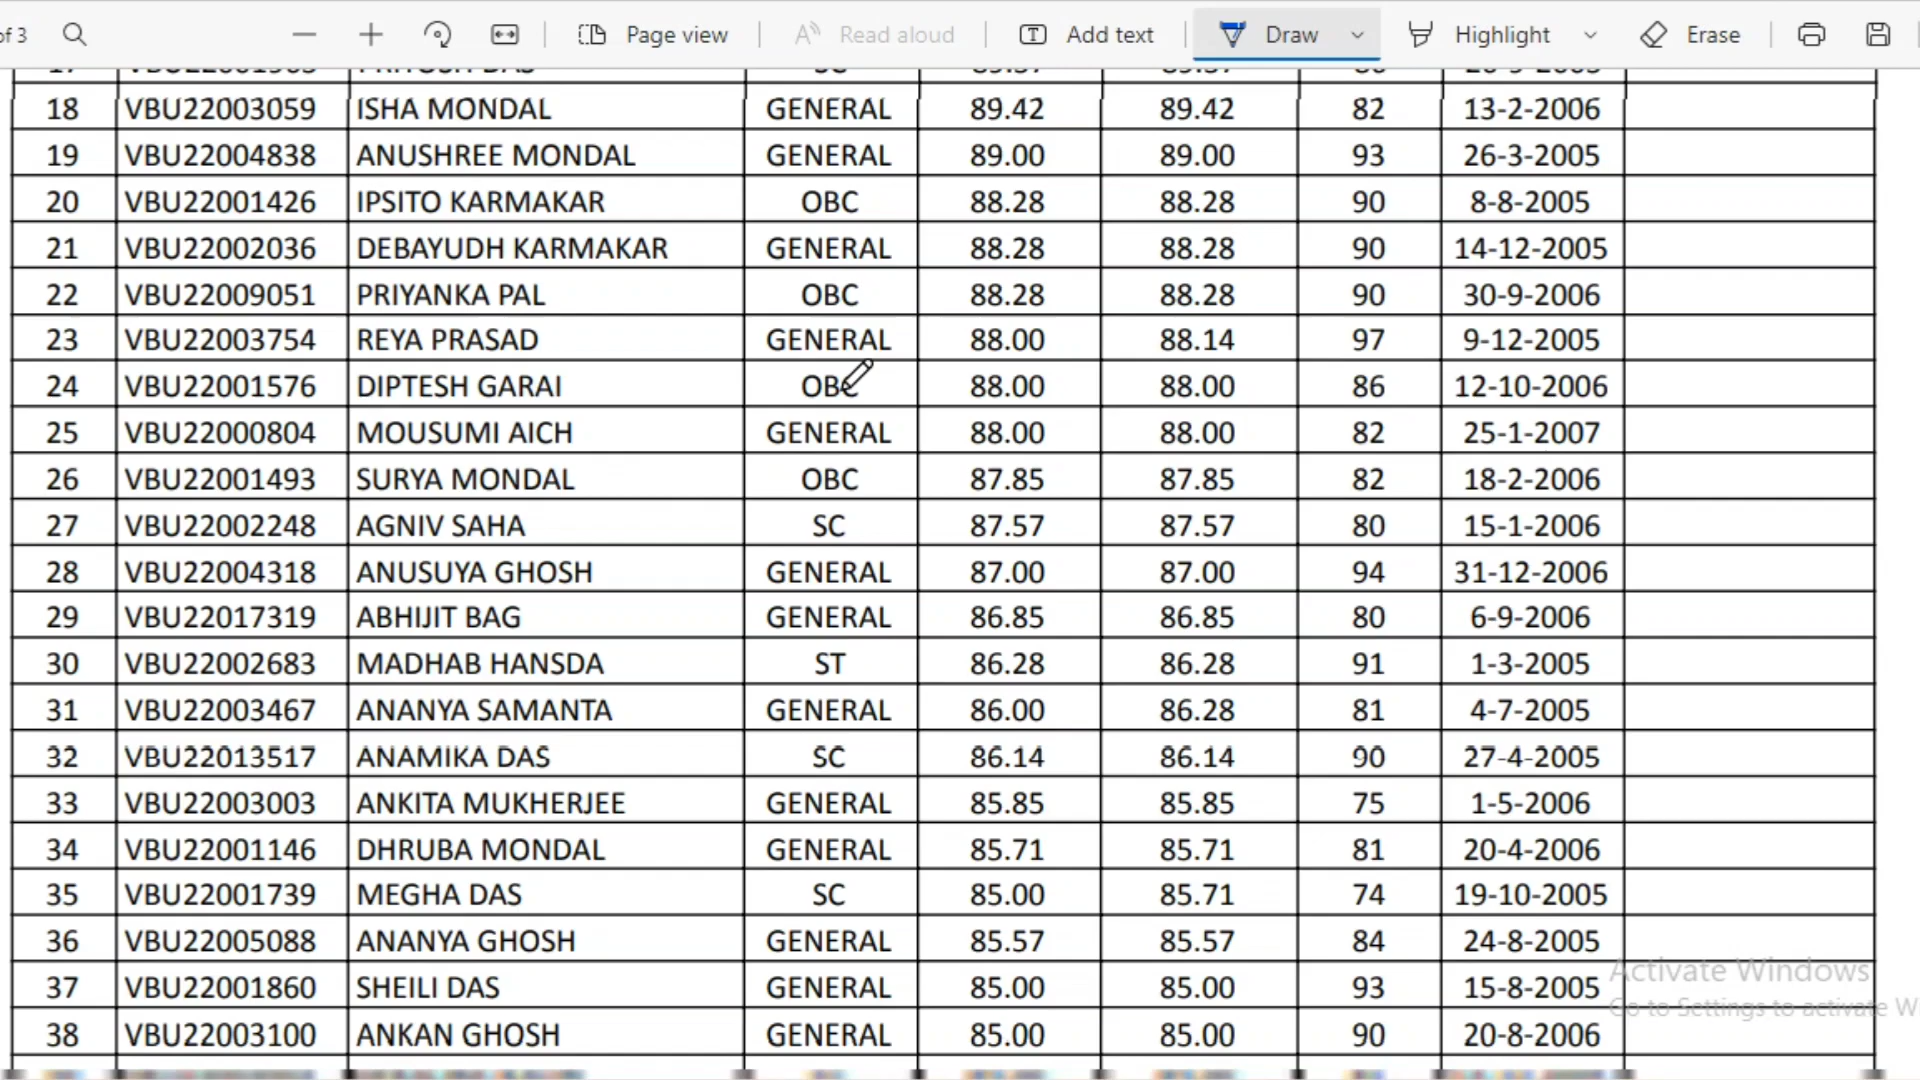 of 3 Page view Read aloud Add text Draw Highlight Erase
18 VBU22003059 ISHA MONDAL GENERAL 89.42 89.42 82 13-2-2006
19 VBU22004838 ANUSHREE MONDAL GENERAL 89.00 89.00 93 26-3-2005
20 VBU22001426 IPSITO KARMAKAR OBC 88.28 88.28 90 8-8-2005
21 VBU22002036 DEBAYUDH KARMAKAR GENERAL 88.28 88.28 90 14-12-2005
22 VBU22009051 PRIYANKA PAL OBC 88.28 88.28 90 30-9-2006
23 VBU22003754 REYA PRASAD GENERAL 88.00 88.14 97 9-12-2005
24 VBU22001576 DIPTESH GARAI OBC 88.00 88.00 86 12-10-2006
25 VBU22000804 MOUSUMI AICH GENERAL 88.00 88.00 82 25-1-2007
26 VBU22001493 SURYA MONDAL OBC 87.85 87.85 82 18-2-2006
27 VBU22002248 AGNIV SAHA SC 87.57 87.57 80 15-1-2006
28 VBU22004318 ANUSUYA GHOSH GENERAL 87.00 87.00 94 31-12-2006
29 VBU22017319 ABHIJIT BAG GENERAL 86.85 86.85 80 6-9-2006
30 VBU22002683 MADHAB HANSDA ST 86.28 86.28 91 1-3-2005
31 VBU22003467 ANANYA SAMANTA GENERAL 86.00 86.28 81 4-7-2005
32 VBU22013517 ANAMIKA DAS SC 86.14 86.14 90 27-4-2005
33 VBU22003003 ANKITA MUKHERJEE GENERAL 85.85 85.85 75 1-5-2006
34 VBU22001146 DHRUBA MONDAL GENERAL 85.71 85.71 81 20-4-2006
35 VBU22001739 MEGHA DAS SC 85.00 85.71 74 19-10-2005
36 VBU22005088 ANANYA GHOSH GENERAL 85.57 85.57 84 24-8-2005
37 VBU22001860 SHEILI DAS GENERAL 85.00 85.00 93 15-8-2005
38 VBU22003100 ANKAN GHOSH GENERAL 85.00 85.00 90 20-8-2006
Activate Windows
Go to Settings to activate W